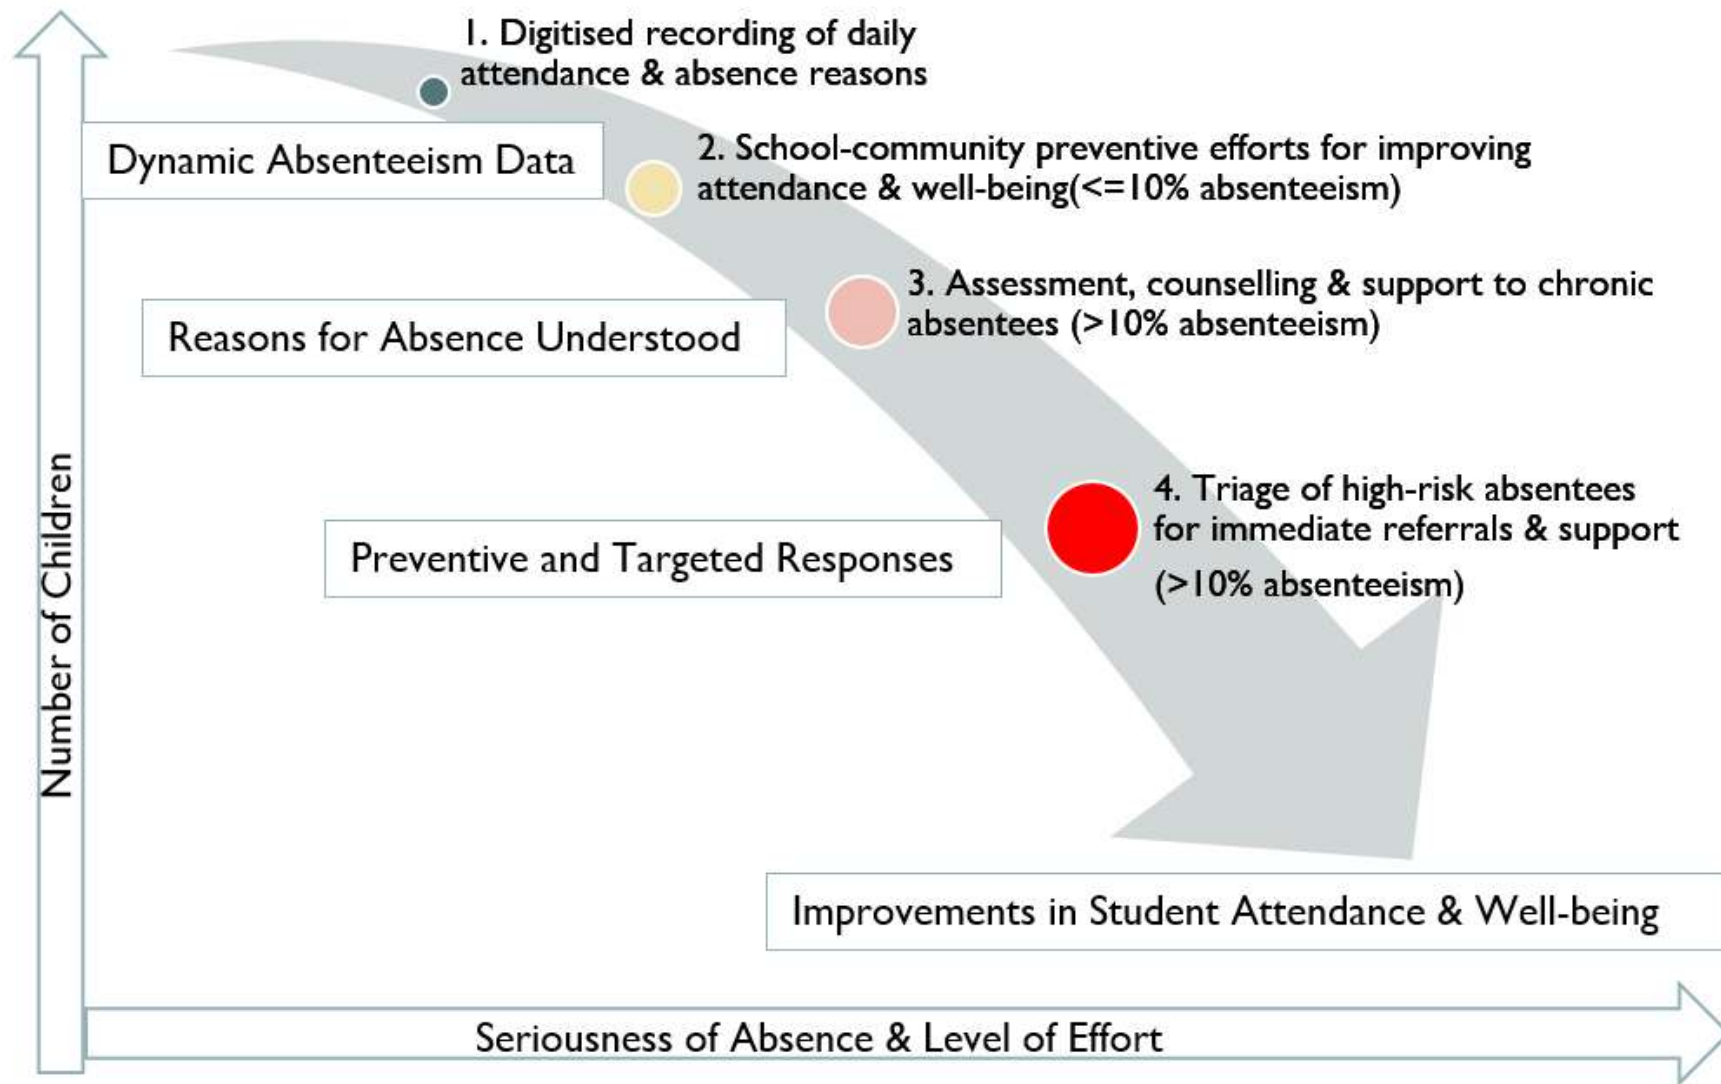 1. Digitised recording of daily
attendance & absence reasons
Dynamic Absenteeism Data
2. School-community preventive efforts for improving
attendance & well-being(<=10% absenteeism)
3. Assessment, counselling & support to chronic
absentees (>10% absenteeism)
Reasons for Absence Understood
4. Triage of high-risk absentees
for immediate referrals & support
(>10% absenteeism)
Preventive and Targeted Responses
Number of Children
Improvements in Student Attendance & Well-being
Seriousness of Absence & Level of Effort